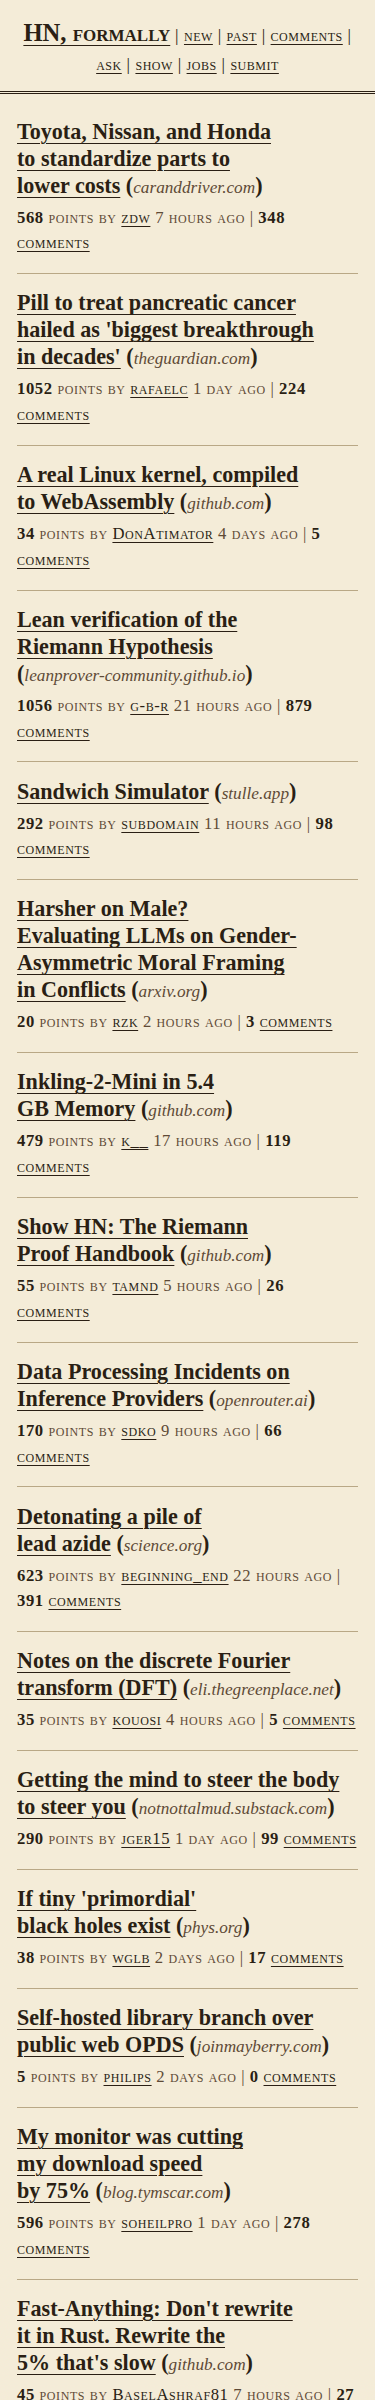 HN, FORMALLY | NEW | PAST | COMMENTS |
ASK | SHOW | JOBS | SUBMIT
Toyota, Nissan, and Honda
to standardize parts to
lower costs (caranddriver.com)
568 POINTS BY ZDW 7 HOURS AGO | 348
COMMENTS
Pill to treat pancreatic cancer
hailed as 'biggest breakthrough
in decades' (theguardian.com)
1052 POINTS BY RAFAELC 1 DAY AGO | 224
COMMENTS
A real Linux kernel, compiled
to WebAssembly (github.com)
34 POINTS BY DONATIMATOR 4 DAYS AGO | 5
COMMENTS
Lean verification of the
Riemann Hypothesis
(leanprover-community.github.io)
1056 POINTS BY G-B-R 21 HOURS AGO | 879
COMMENTS
Sandwich Simulator (stulle.app)
292 POINTS BY SUBDOMAIN 11 HOURS AGO | 98
COMMENTS
Harsher on Male?
Evaluating LLMs on Gender-
Asymmetric Moral Framing
in Conflicts (arxiv.org)
20 POINTS BY RZK 2 HOURS AGO | 3 COMMENTS
Inkling-2-Mini in 5.4
GB Memory (github.com)
479 POINTS BY K__ 17 HOURS AGO | 119
COMMENTS
Show HN: The Riemann
Proof Handbook (github.com)
55 POINTS BY TAMND 5 HOURS AGO | 26
COMMENTS
Data Processing Incidents on
Inference Providers (openrouter.ai)
170 POINTS BY SDKO 9 HOURS AGO | 66
COMMENTS
Detonating a pile of
lead azide (science.org)
623 POINTS BY BEGINNING_END 22 HOURS AGO |
391 COMMENTS
Notes on the discrete Fourier
transform (DFT) (eli.thegreenplace.net)
35 POINTS BY KOUOSI 4 HOURS AGO | 5 COMMENTS
Getting the mind to steer the body
to steer you (notnottalmud.substack.com)
290 POINTS BY JGER15 1 DAY AGO | 99 COMMENTS
If tiny 'primordial'
black holes exist (phys.org)
38 POINTS BY WGLB 2 DAYS AGO | 17 COMMENTS
Self-hosted library branch over
public web OPDS (joinmayberry.com)
5 POINTS BY PHILIPS 2 DAYS AGO | 0 COMMENTS
My monitor was cutting
my download speed
by 75% (blog.tymscar.com)
596 POINTS BY SOHEILPRO 1 DAY AGO | 278
COMMENTS
Fast-Anything: Don't rewrite
it in Rust. Rewrite the
5% that's slow (github.com)
45 POINTS BY BASELASHRAF81 7 HOURS AGO | 27